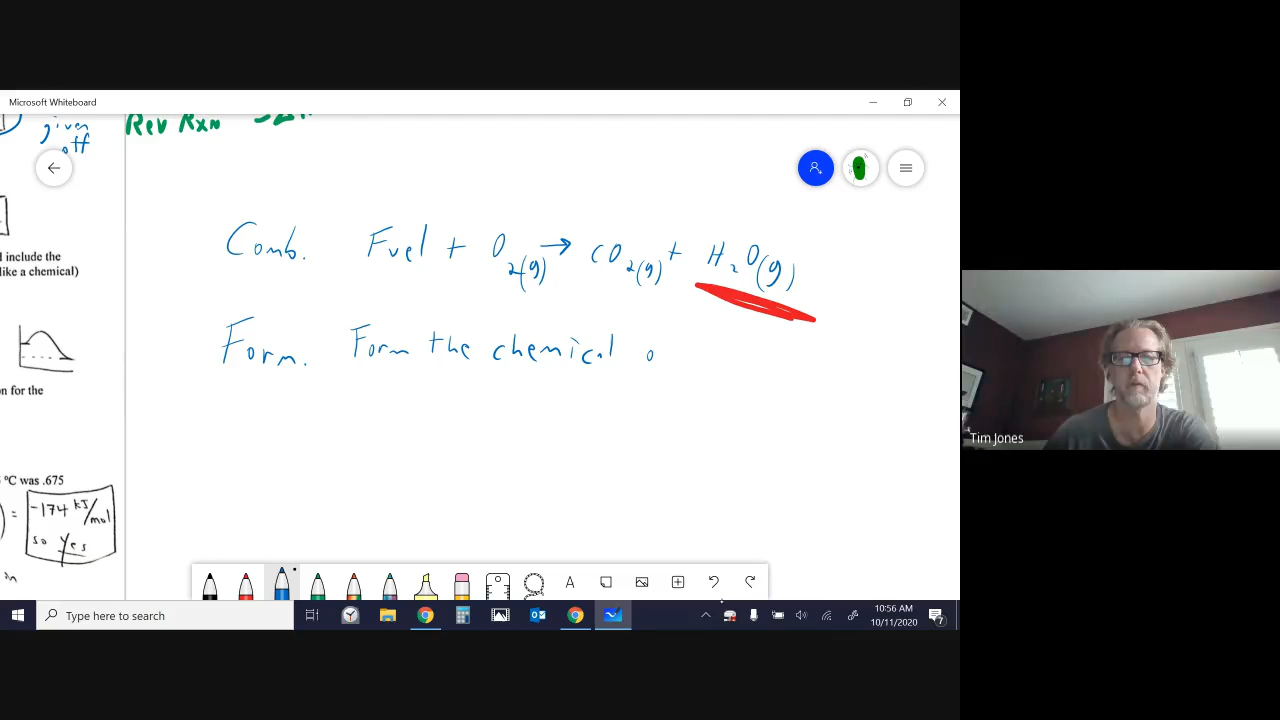 Microsoft Whiteboard
given
off
Rev Rxn
l include the
like a chemical)
on for the
°C was .675
= -174 kJ/mol
so Yes
in
Comb. Fuel + O2(g) → CO2(g) + H2O(g)
Form. Form the chemical o
Tim Jones
A
Type here to search
10:56 AM
10/11/2020
7